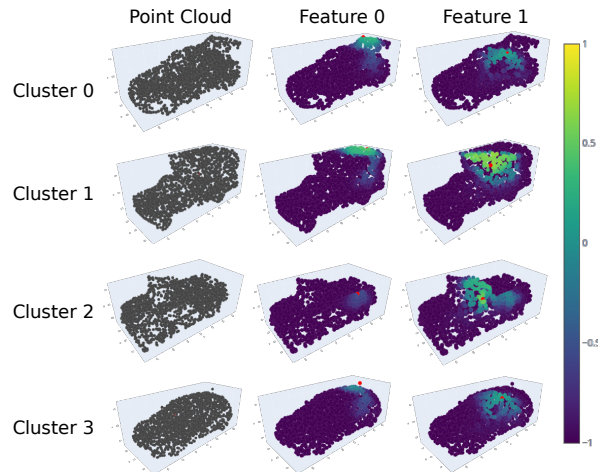 Point Cloud Feature 0 Feature 1
Cluster 0
Cluster 1
Cluster 2
Cluster 3
1
0.5
0
−0.5
−1